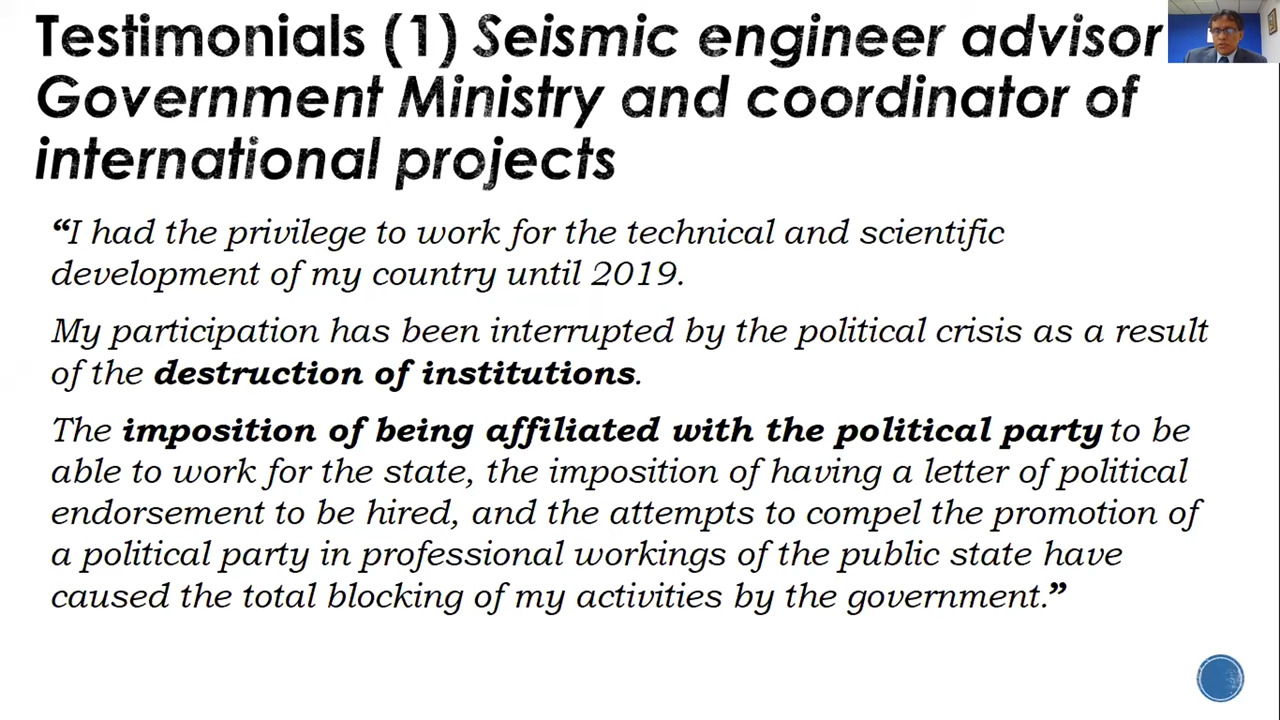 Testimonials (1) Seismic engineer advisor
Government Ministry and coordinator of
international projects
“I had the privilege to work for the technical and scientific
development of my country until 2019.
My participation has been interrupted by the political crisis as a result
of the destruction of institutions.
The imposition of being affiliated with the political party to be
able to work for the state, the imposition of having a letter of political
endorsement to be hired, and the attempts to compel the promotion of
a political party in professional workings of the public state have
caused the total blocking of my activities by the government.”